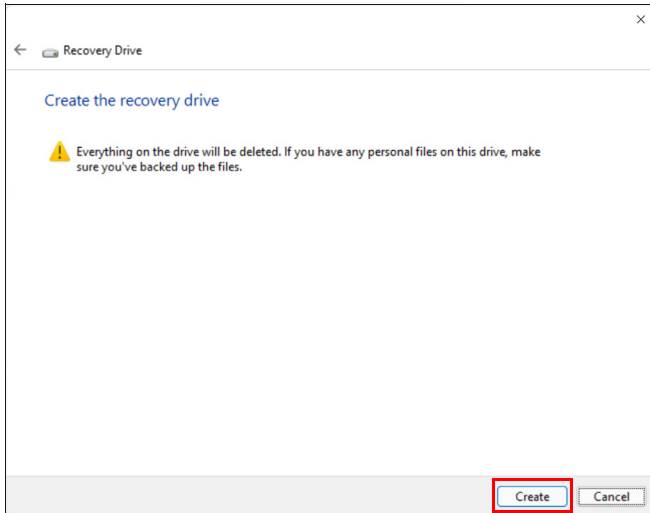 Recovery Drive
Create the recovery drive
Everything on the drive will be deleted. If you have any personal files on this drive, make
sure you've backed up the files.
Create Cancel